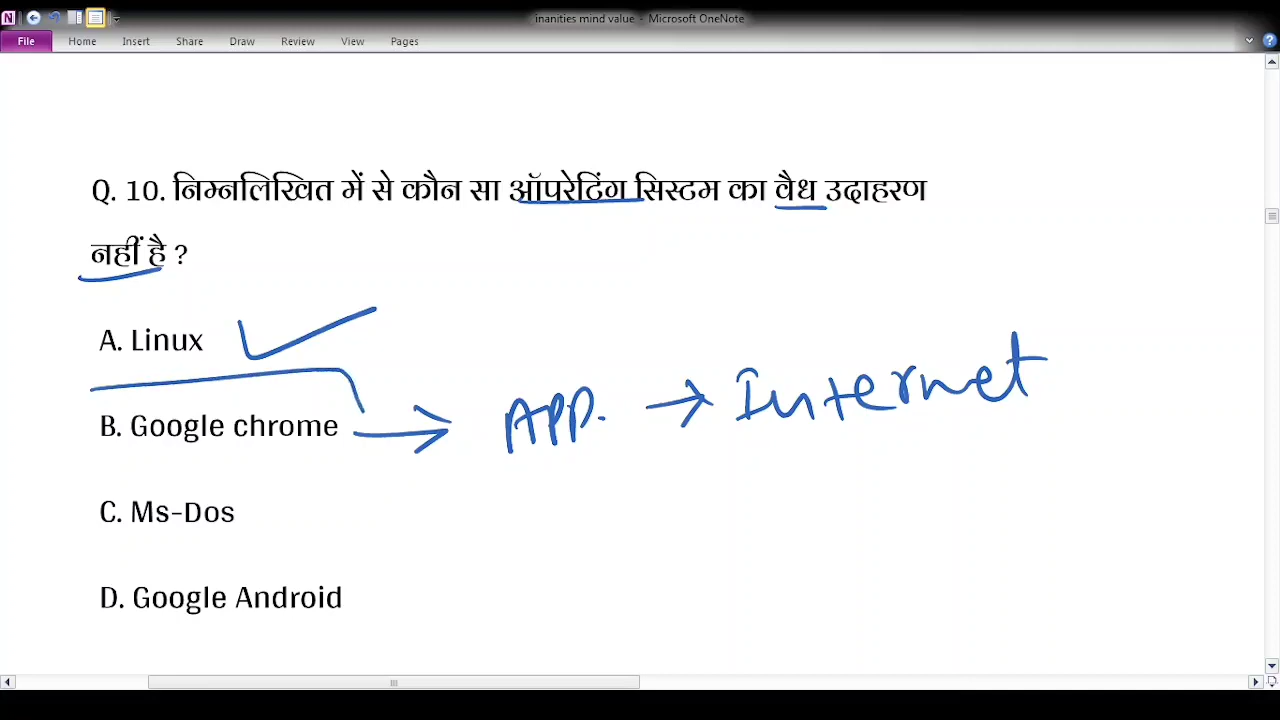 inanities mind value - Microsoft OneNote
File Home Insert Share Draw Review View Pages
Q. 10. निम्नलिखित में से कौन सा ऑपरेटिंग सिस्टम का वैध उदाहरण
नहीं है ?
A. Linux
B. Google chrome → APP. → Internet
C. Ms-Dos
D. Google Android